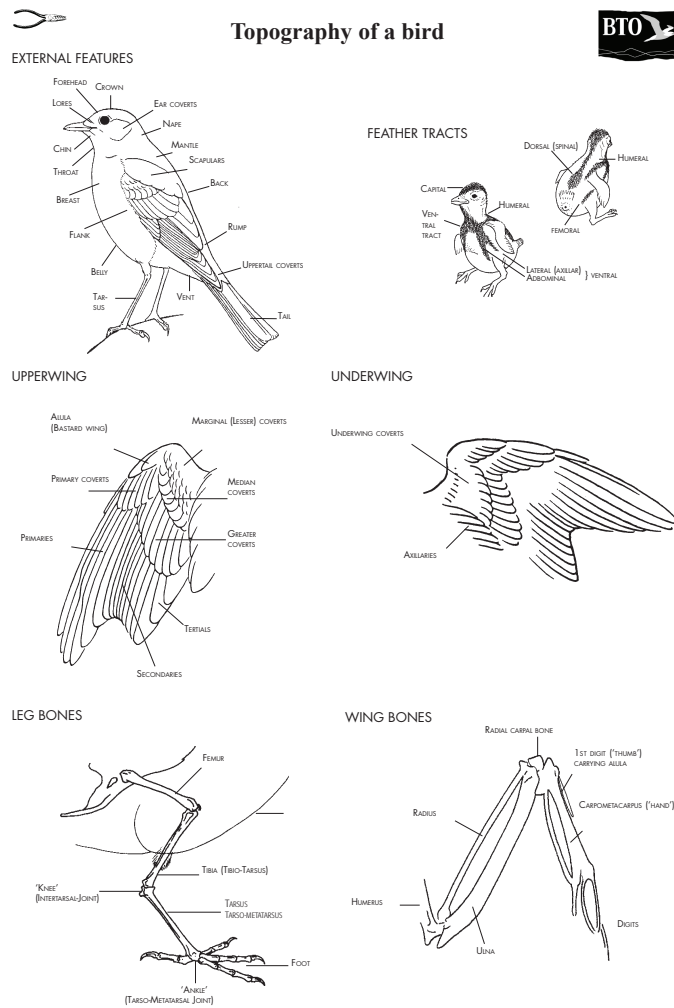 Topography of a bird
BTO
EXTERNAL FEATURES
FOREHEAD
CROWN
LORES
EAR COVERTS
NAPE
CHIN
MANTLE
SCAPULARS
THROAT
BACK
BREAST
FLANK
RUMP
BELLY
UPPERTAIL COVERTS
TAR-
SUS
VENT
TAIL
FEATHER TRACTS
DORSAL (SPINAL)
HUMERAL
CAPITAL
HUMERAL
VEN-
TRAL
TRACT
FEMORAL
LATERAL (AXILLAR)
ADBOMINAL
} VENTRAL
UPPERWING
ALULA
(BASTARD WING)
MARGINAL (LESSER) COVERTS
PRIMARY COVERTS
MEDIAN
COVERTS
PRIMARIES
GREATER
COVERTS
TERTIALS
SECONDARIES
UNDERWING
UNDERWING COVERTS
AXILLARIES
LEG BONES
FEMUR
TIBIA (TIBIO-TARSUS)
'KNEE'
(INTERTARSAL-JOINT)
TARSUS
TARSO-METATARSUS
FOOT
'ANKLE'
(TARSO-METATARSAL JOINT)
WING BONES
RADIAL CARPAL BONE
1ST DIGIT ('THUMB')
CARRYING ALULA
RADIUS
CARPOMETACARPUS ('HAND')
HUMERUS
DIGITS
ULNA